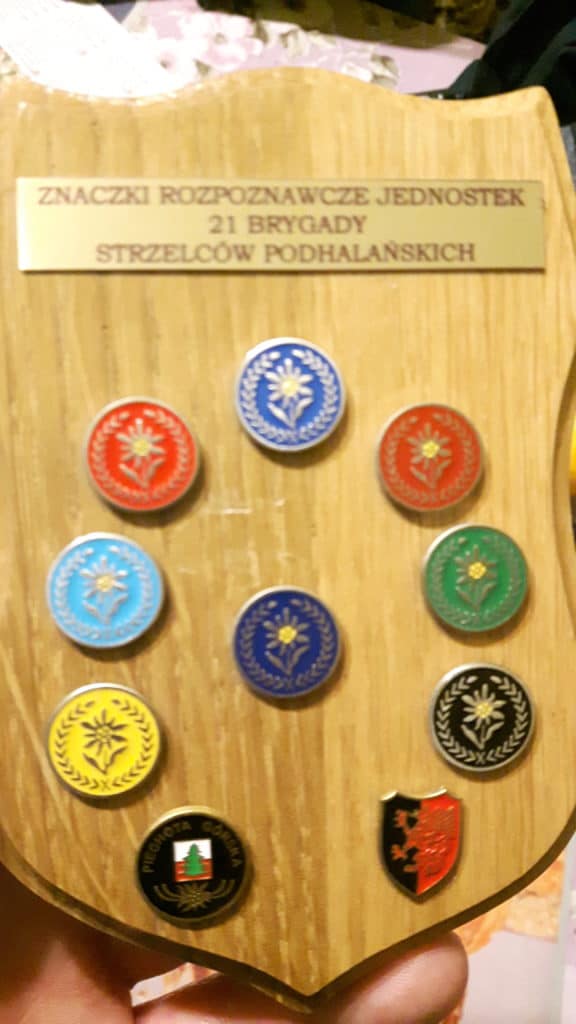 ZNACZKI ROZPOZNAWCZE JEDNOSTEK
21 BRYGADY
STRZELCÓW PODHALAŃSKICH
PIECHOTA GÓRSKA